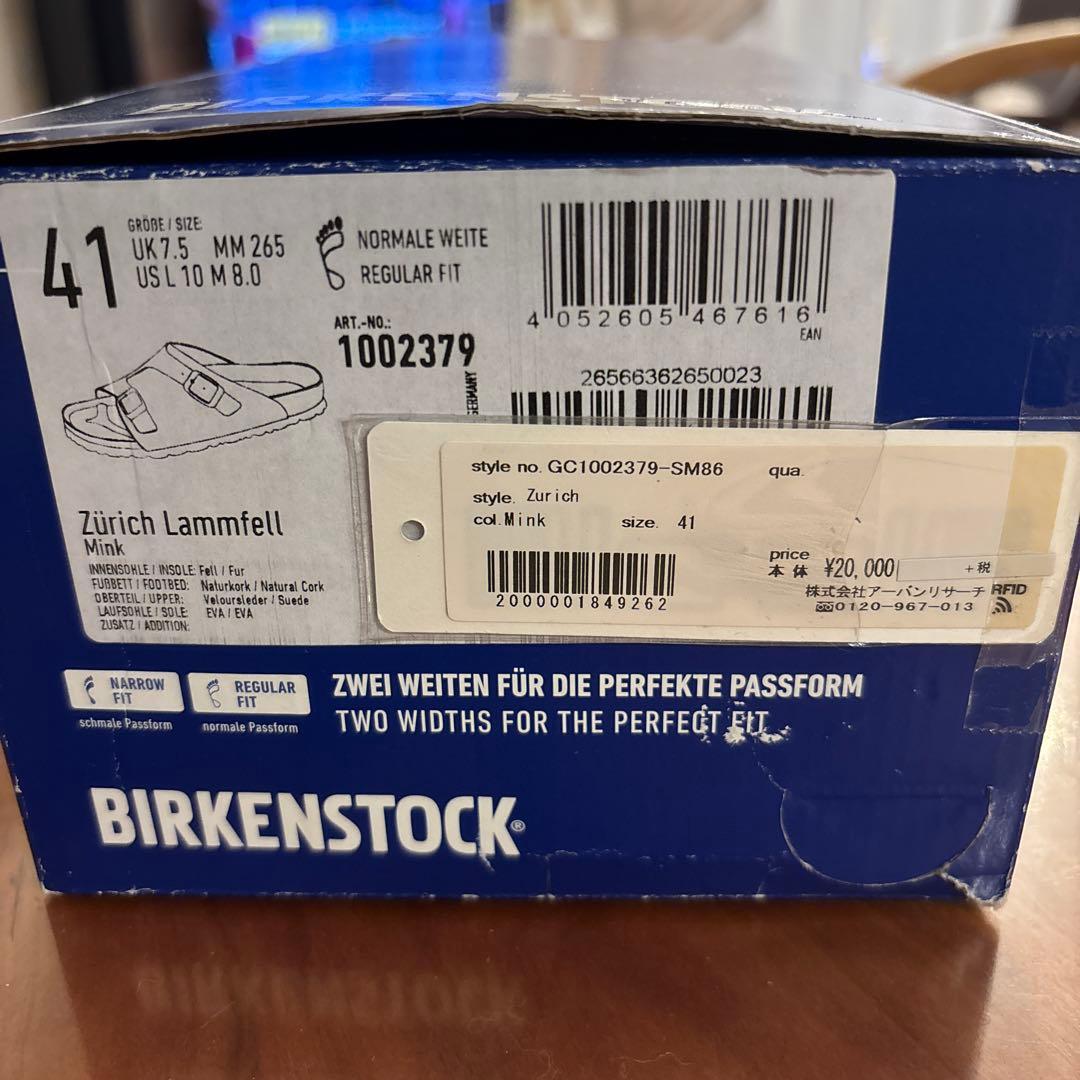 41
GRÖẞE / SIZE:
UK 7.5 MM 265
US L 10 M 8.0
NORMALE WEITE
REGULAR FIT
ART.-NO.:
1002379
GERMANY
4 052605 467616
EAN
26566362650023
Zürich Lammfell
Mink
INNENSOHLE / INSOLE: Fell / Fur
FUẞBETT / FOOTBED: Naturkork / Natural Cork
OBERTEIL / UPPER: Veloursleder / Suede
LAUFSOHLE / SOLE: EVA / EVA
ZUSATZ / ADDITION:
style no. GC1002379-SM86 qua.
style. Zurich
col. Mink size. 41
2000001849262
price
本体 ¥20,000 +税
株式会社アーバンリサーチ
0120-967-013
RFID
NARROW
FIT
schmale Passform
REGULAR
FIT
normale Passform
ZWEI WEITEN FÜR DIE PERFEKTE PASSFORM
TWO WIDTHS FOR THE PERFECT FIT
BIRKENSTOCK®